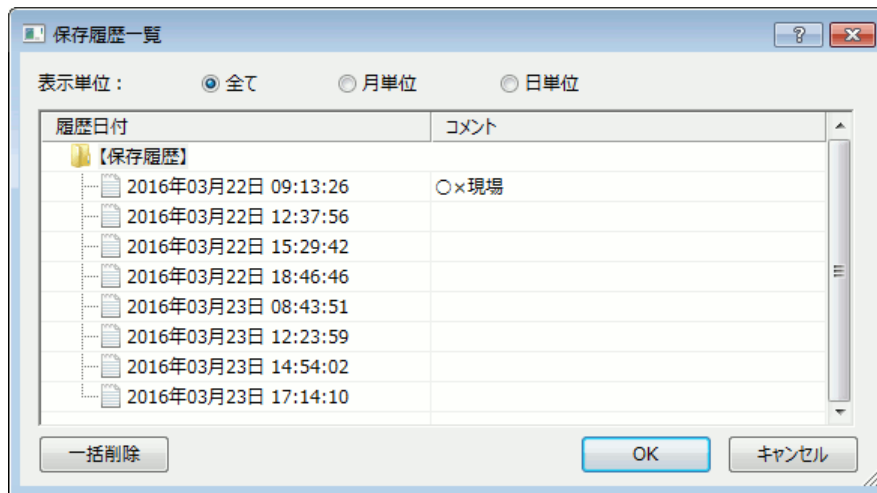 保存履歴一覧
表示単位： 全て 月単位 日単位
履歴日付 コメント
【保存履歴】
2016年03月22日 09:13:26 ○×現場
2016年03月22日 12:37:56
2016年03月22日 15:29:42
2016年03月22日 18:46:46
2016年03月23日 08:43:51
2016年03月23日 12:23:59
2016年03月23日 14:54:02
2016年03月23日 17:14:10
一括削除 OK キャンセル